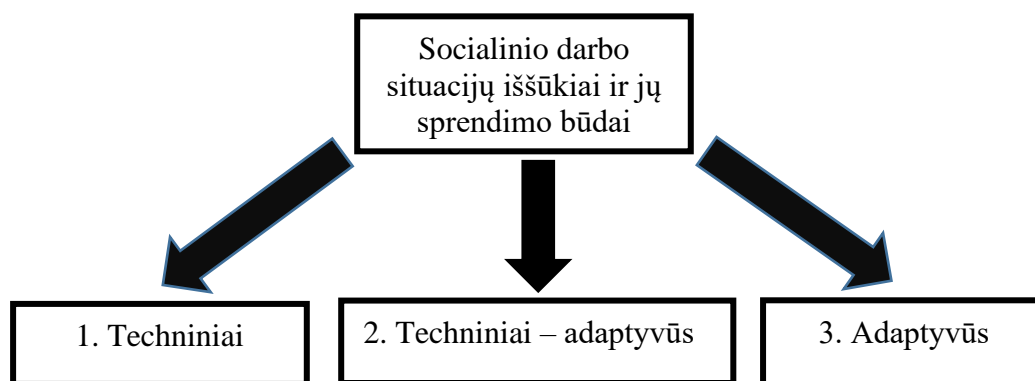 Socialinio darbo
situacijų iššūkiai ir jų
sprendimo būdai
1. Techniniai
2. Techniniai – adaptyvūs
3. Adaptyvūs